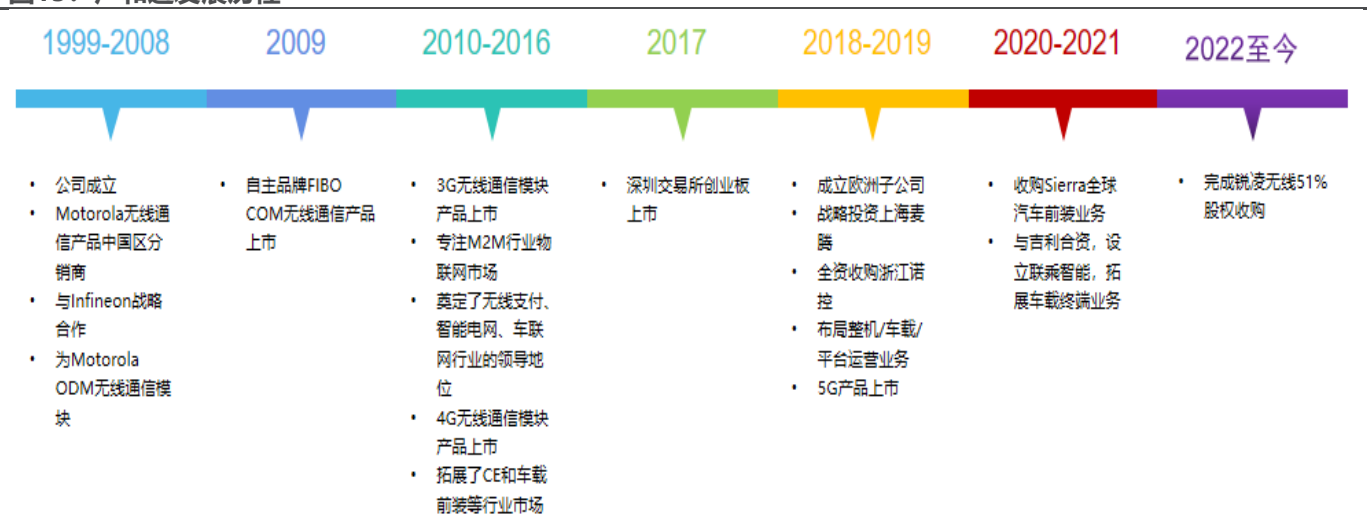 1999-2008
2009
2010-2016
2017
2018-2019
2020-2021
2022至今
• 公司成立
• Motorola无线通
信产品中国区分
销商
• 与Infineon战略
合作
• 为Motorola
ODM无线通信模
块
• 自主品牌FIBO
COM无线通信产品
上市
• 3G无线通信模块
产品上市
• 专注M2M行业物
联网市场
• 奠定了无线支付、
智能电网、车联
网行业的领导地
位
• 4G无线通信模块
产品上市
• 拓展了CE和车载
前装等行业市场
• 深圳交易所创业板
上市
• 成立欧洲子公司
• 战略投资上海麦
腾
• 全资收购浙江诺
控
• 布局整机/车载/
平台运营业务
• 5G产品上市
• 收购Sierra全球
汽车前装业务
• 与吉利合资，设
立联乘智能，拓
展车载终端业务
• 完成锐凌无线51%
股权收购